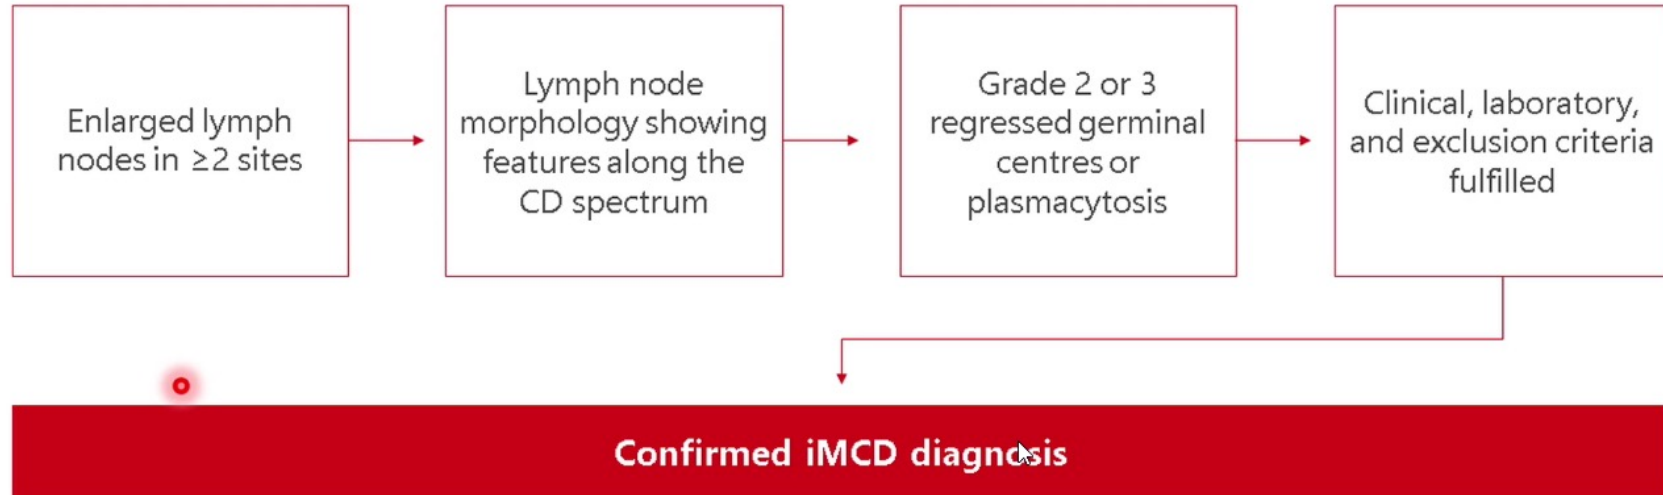 Enlarged lymph
nodes in ≥2 sites
Lymph node
morphology showing
features along the
CD spectrum
Grade 2 or 3
regressed germinal
centres or
plasmacytosis
Clinical, laboratory,
and exclusion criteria
fulfilled
Confirmed iMCD diagnosis